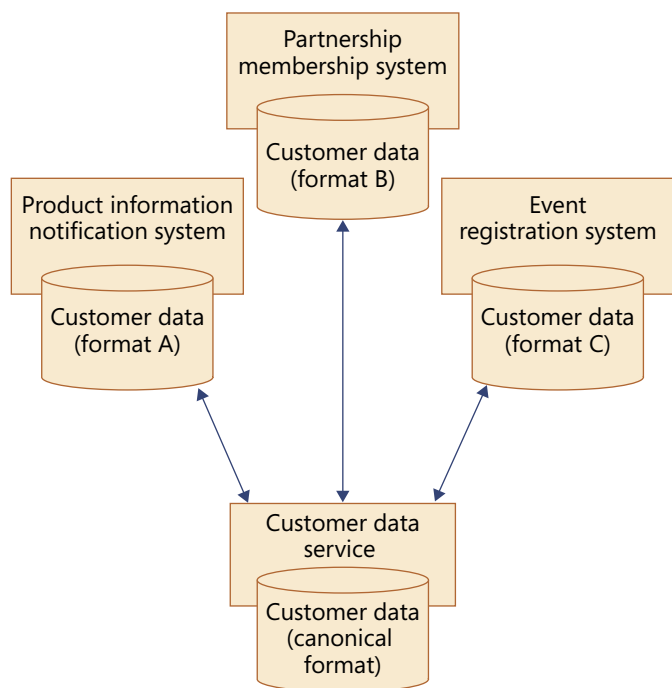 Partnership
membership system
Customer data
(format B)
Product information
notification system
Customer data
(format A)
Event
registration system
Customer data
(format C)
Customer data
service
Customer data
(canonical
format)